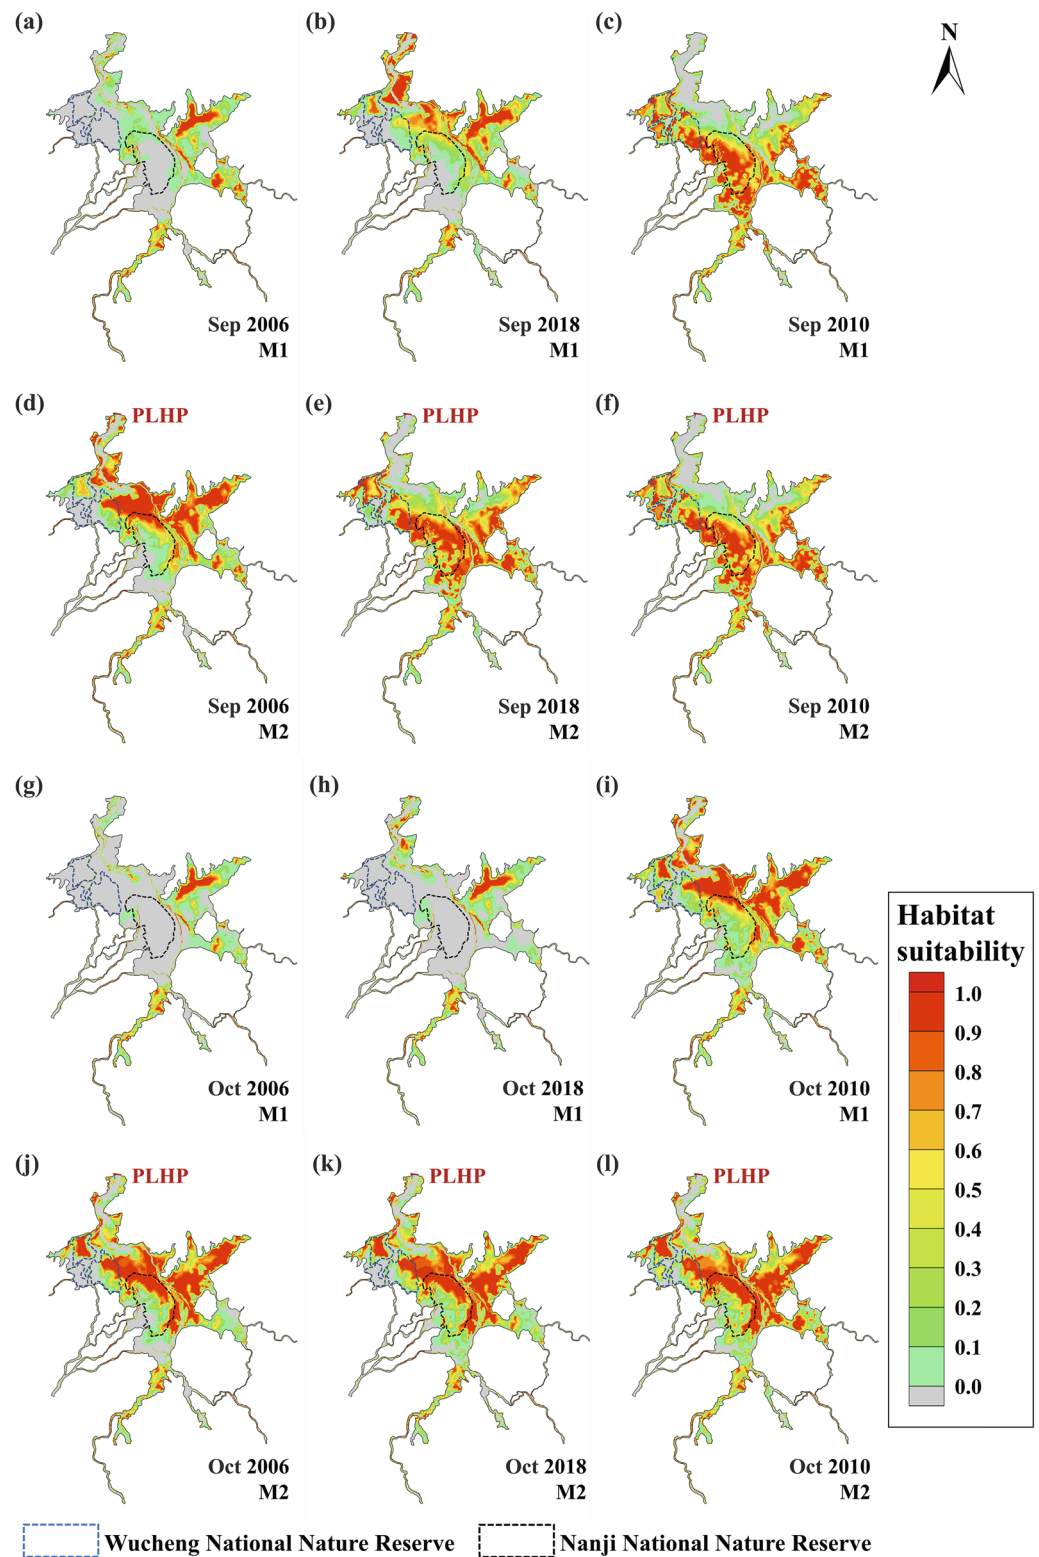 (a)
(b)
(c)
N
Sep 2006
M1
Sep 2018
M1
Sep 2010
M1
(d)
PLHP
(e)
PLHP
(f)
PLHP
Sep 2006
M2
Sep 2018
M2
Sep 2010
M2
(g)
(h)
(i)
Oct 2006
M1
Oct 2018
M1
Oct 2010
M1
Habitat
suitability
1.0
0.9
0.8
0.7
0.6
0.5
0.4
0.3
0.2
0.1
0.0
(j)
PLHP
(k)
PLHP
(l)
PLHP
Oct 2006
M2
Oct 2018
M2
Oct 2010
M2
Wucheng National Nature Reserve
Nanji National Nature Reserve